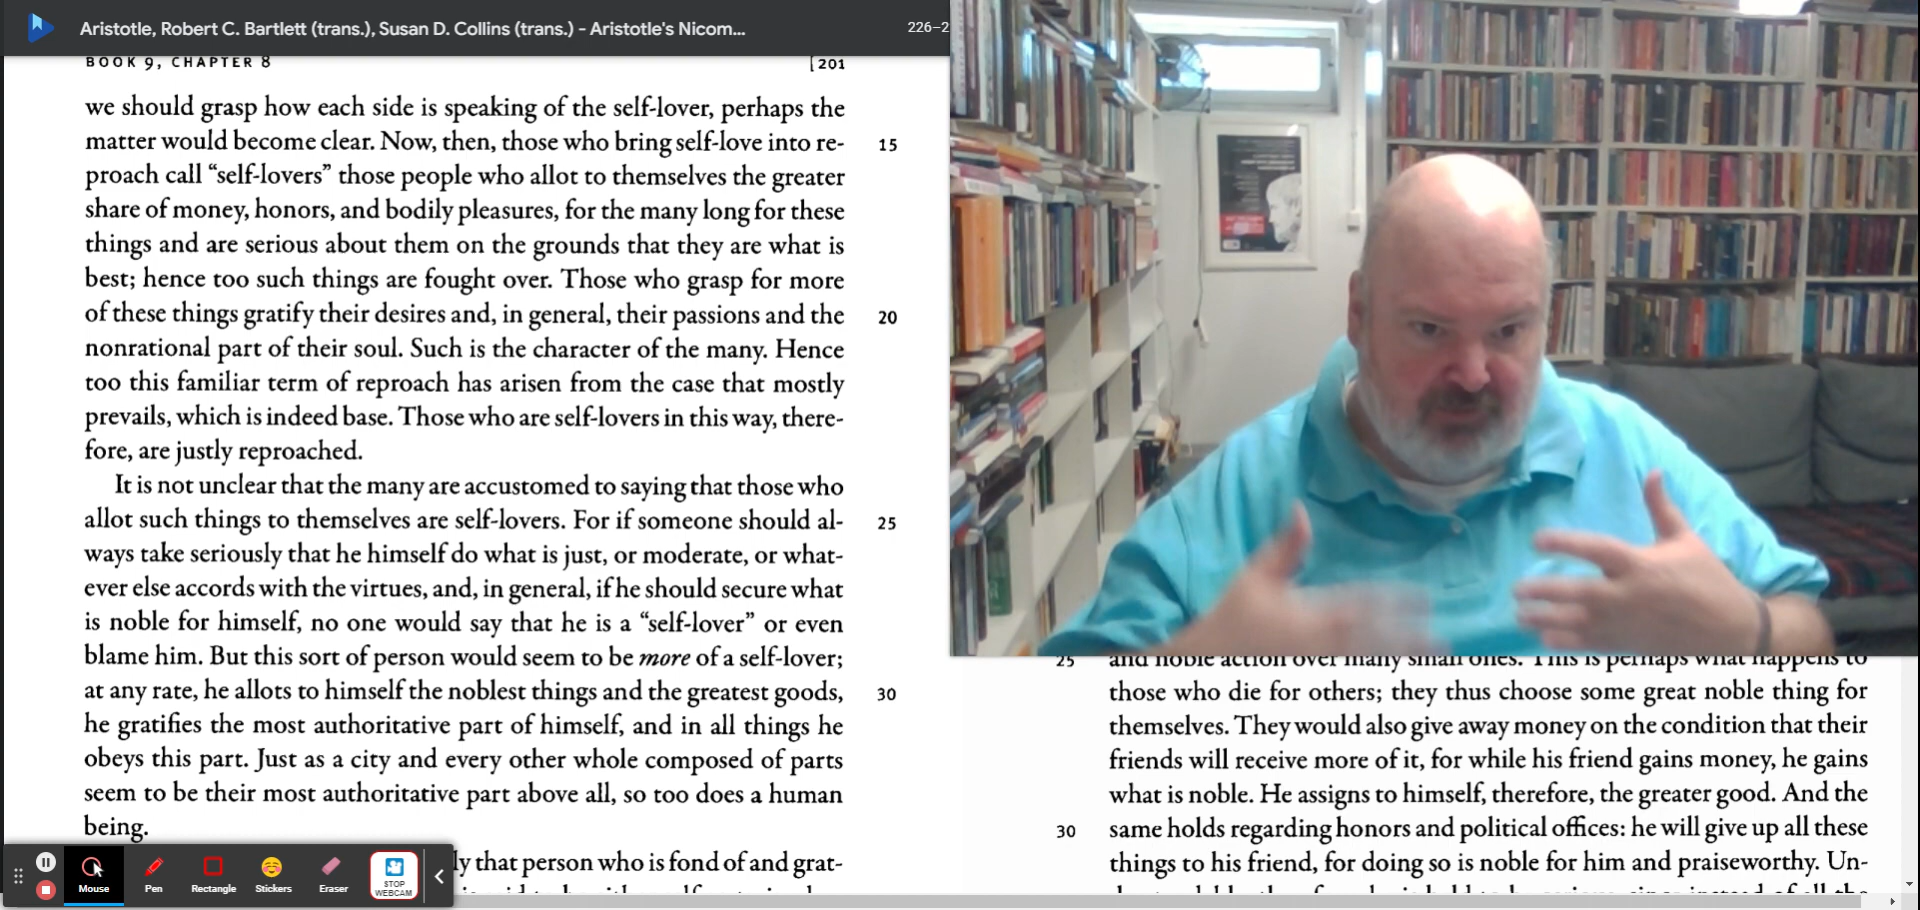 Aristotle, Robert C. Bartlett (trans.), Susan D. Collins (trans.) - Aristotle's Nicom...
226-2
BOOK 9, CHAPTER 8
[201
we should grasp how each side is speaking of the self-lover, perhaps the
matter would become clear. Now, then, those who bring self-love into re-
15
proach call “self-lovers” those people who allot to themselves the greater
share of money, honors, and bodily pleasures, for the many long for these
things and are serious about them on the grounds that they are what is
best; hence too such things are fought over. Those who grasp for more
of these things gratify their desires and, in general, their passions and the
20
nonrational part of their soul. Such is the character of the many. Hence
too this familiar term of reproach has arisen from the case that mostly
prevails, which is indeed base. Those who are self-lovers in this way, there-
fore, are justly reproached.
It is not unclear that the many are accustomed to saying that those who
allot such things to themselves are self-lovers. For if someone should al-
25
ways take seriously that he himself do what is just, or moderate, or what-
ever else accords with the virtues, and, in general, if he should secure what
is noble for himself, no one would say that he is a “self-lover” or even
blame him. But this sort of person would seem to be more of a self-lover;
at any rate, he allots to himself the noblest things and the greatest goods,
30
he gratifies the most authoritative part of himself, and in all things he
obeys this part. Just as a city and every other whole composed of parts
seem to be their most authoritative part above all, so too does a human
being.
ly that person who is fond of and grat-
25
and noble action over many small ones. This is perhaps what happens to
those who die for others; they thus choose some great noble thing for
themselves. They would also give away money on the condition that their
friends will receive more of it, for while his friend gains money, he gains
what is noble. He assigns to himself, therefore, the greater good. And the
30
same holds regarding honors and political offices: he will give up all these
things to his friend, for doing so is noble for him and praiseworthy. Un-
Mouse
Pen
Rectangle
Stickers
Eraser
STOP
WEBCAM